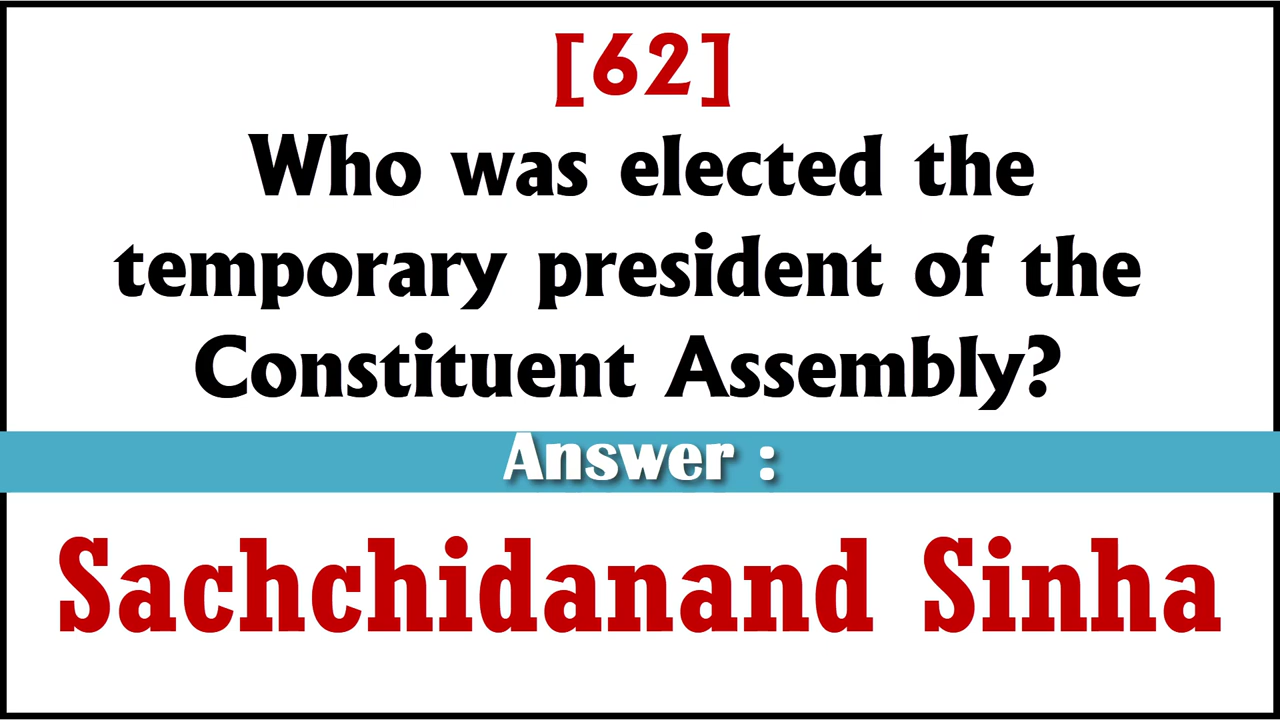 [62]
Who was elected the
temporary president of the
Constituent Assembly?
Answer :
Sachchidanand Sinha